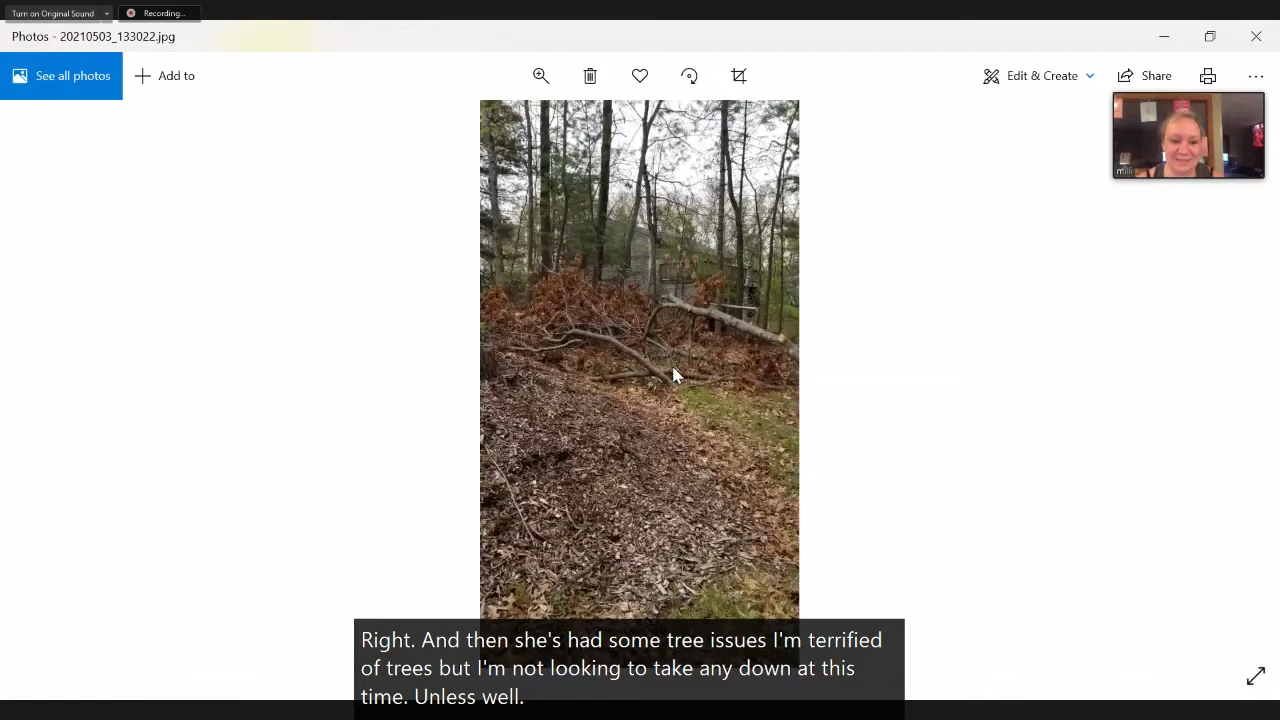 Turn on Original Sound
Recording...
Photos - 20210503_133022.jpg
See all photos
Add to
Edit & Create
Share
milli
Right. And then she's had some tree issues I'm terrified
of trees but I'm not looking to take any down at this
time. Unless well.